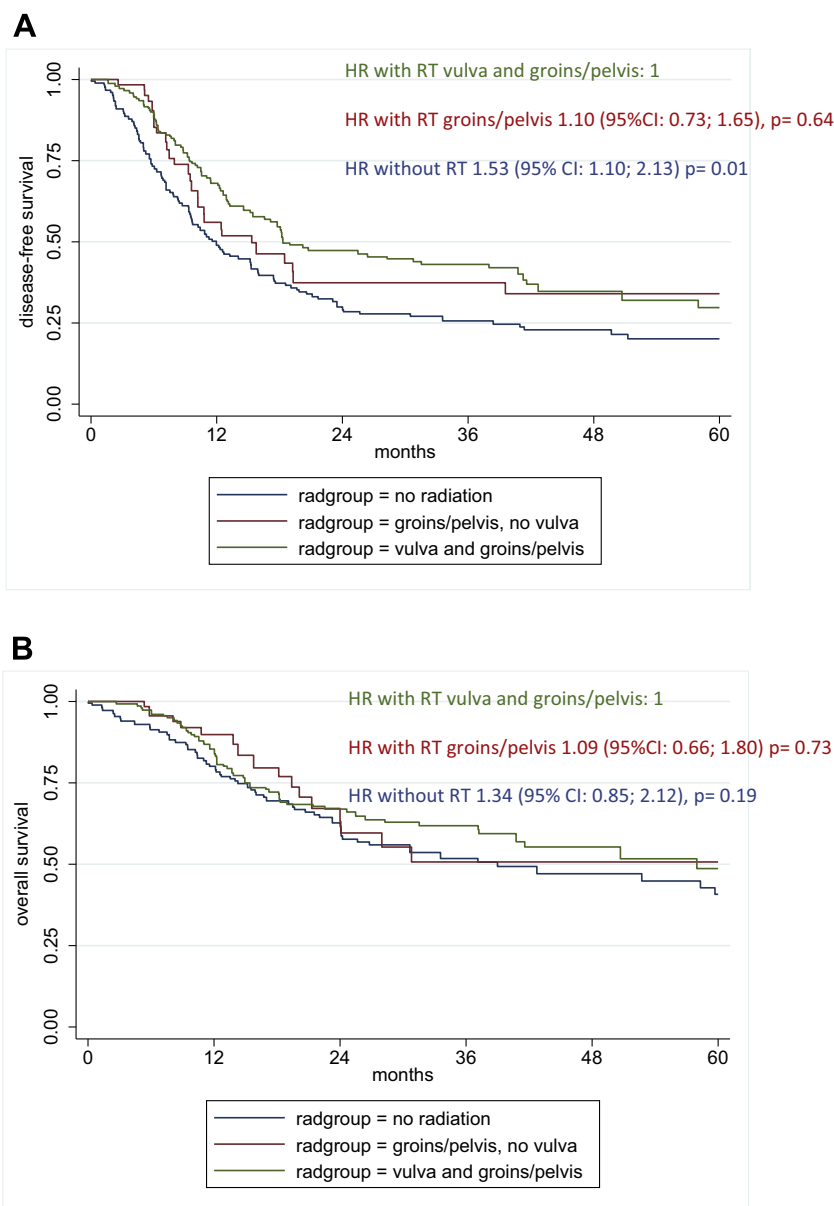 A
HR with RT vulva and groins/pelvis: 1
HR with RT groins/pelvis 1.10 (95%CI: 0.73; 1.65), p= 0.64
HR without RT 1.53 (95% CI: 1.10; 2.13) p= 0.01
disease-free survival
1.00
0.75
0.50
0.25
0.00
0 12 24 36 48 60
months
radgroup = no radiation
radgroup = groins/pelvis, no vulva
radgroup = vulva and groins/pelvis
B
HR with RT vulva and groins/pelvis: 1
HR with RT groins/pelvis 1.09 (95%CI: 0.66; 1.80) p= 0.73
HR without RT 1.34 (95% CI: 0.85; 2.12), p= 0.19
overall survival
1.00
0.75
0.50
0.25
0.00
0 12 24 36 48 60
months
radgroup = no radiation
radgroup = groins/pelvis, no vulva
radgroup = vulva and groins/pelvis